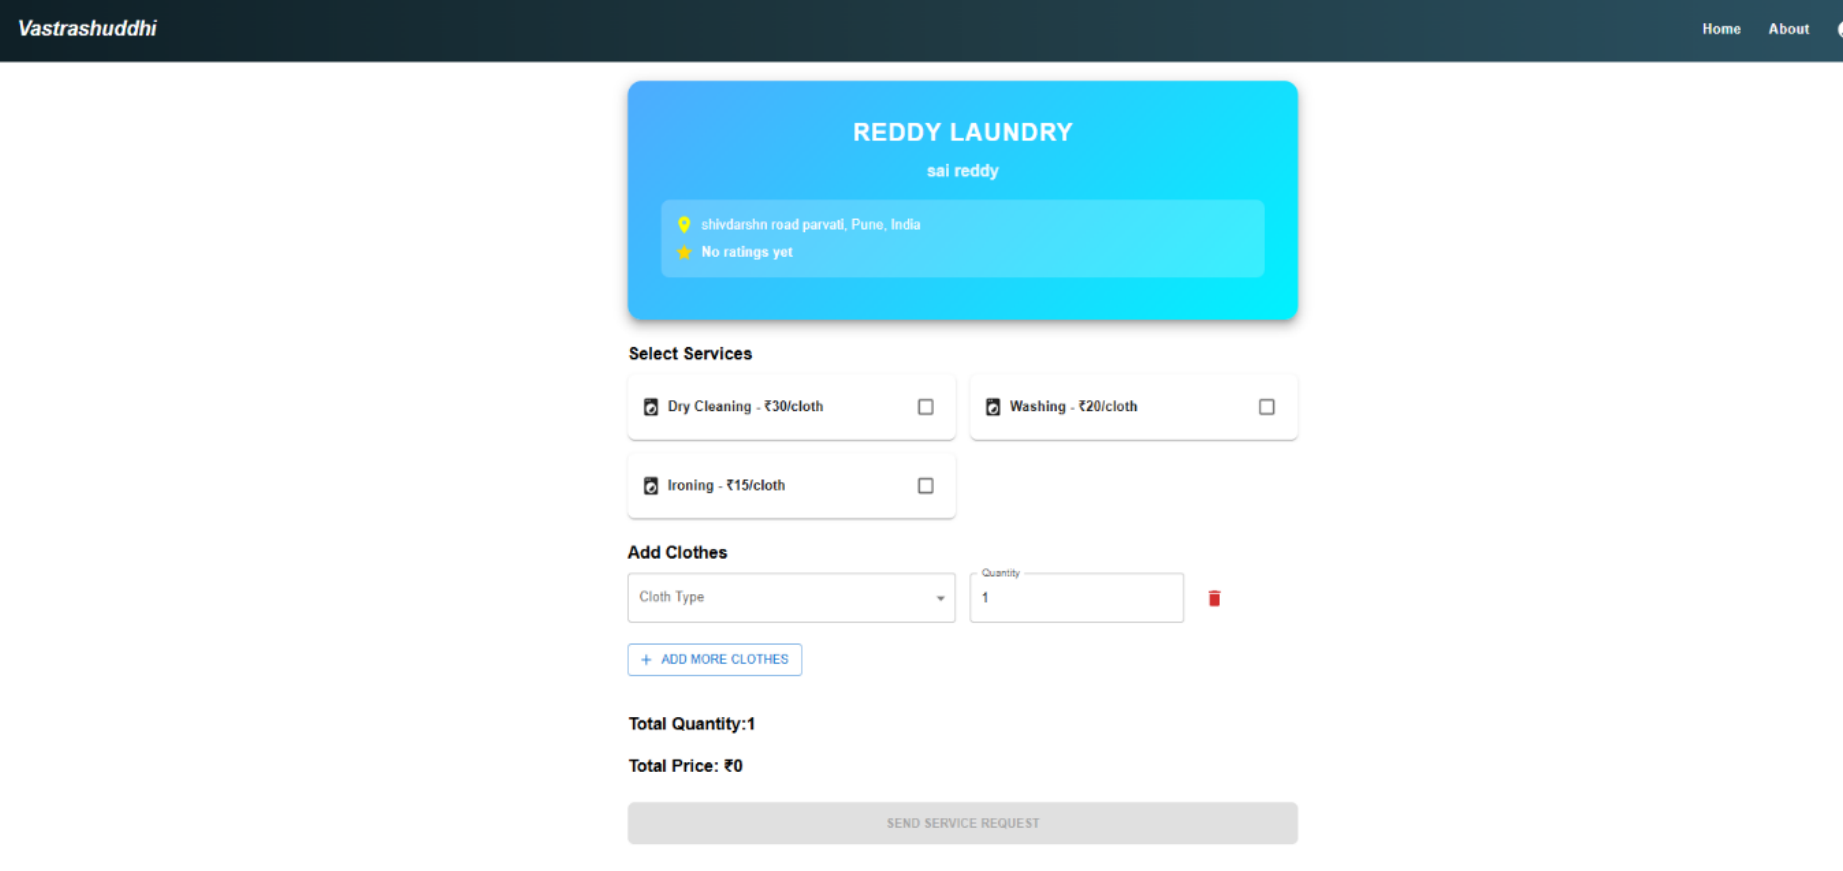 Vastrashuddhi
Home About
REDDY LAUNDRY
sai reddy
shivdarshn road parvati, Pune, India
No ratings yet
Select Services
Dry Cleaning - ₹30/cloth
Washing - ₹20/cloth
Ironing - ₹15/cloth
Add Clothes
Cloth Type
Quantity
1
+ ADD MORE CLOTHES
Total Quantity:1
Total Price: ₹0
SEND SERVICE REQUEST